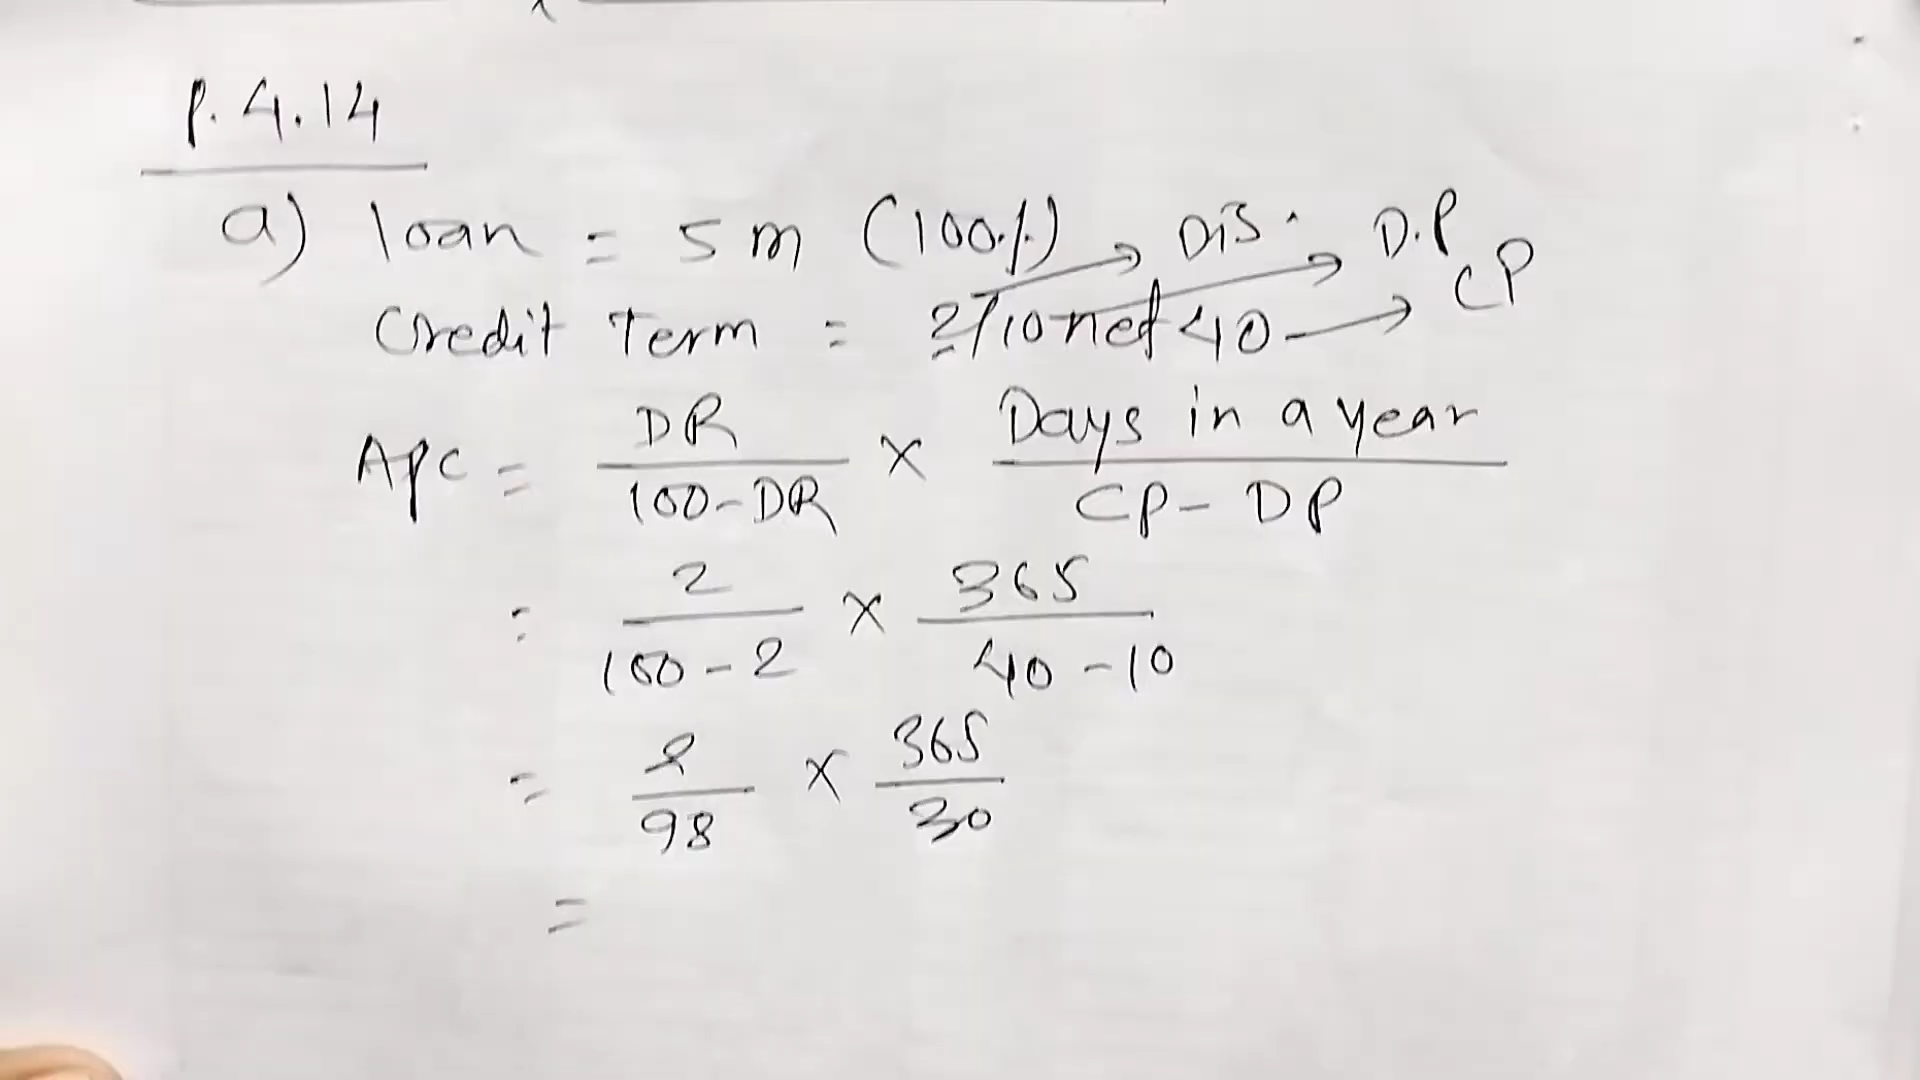 P. 4.14
a) loan = 5 m (100%) → Dis. → D.P
Credit Term = 2/10 net 40 → CP
Apc = DR / 100-DR × Days in a year / CP - DP
= 2 / 100 - 2 × 365 / 40 - 10
= 2 / 98 × 365 / 30
=